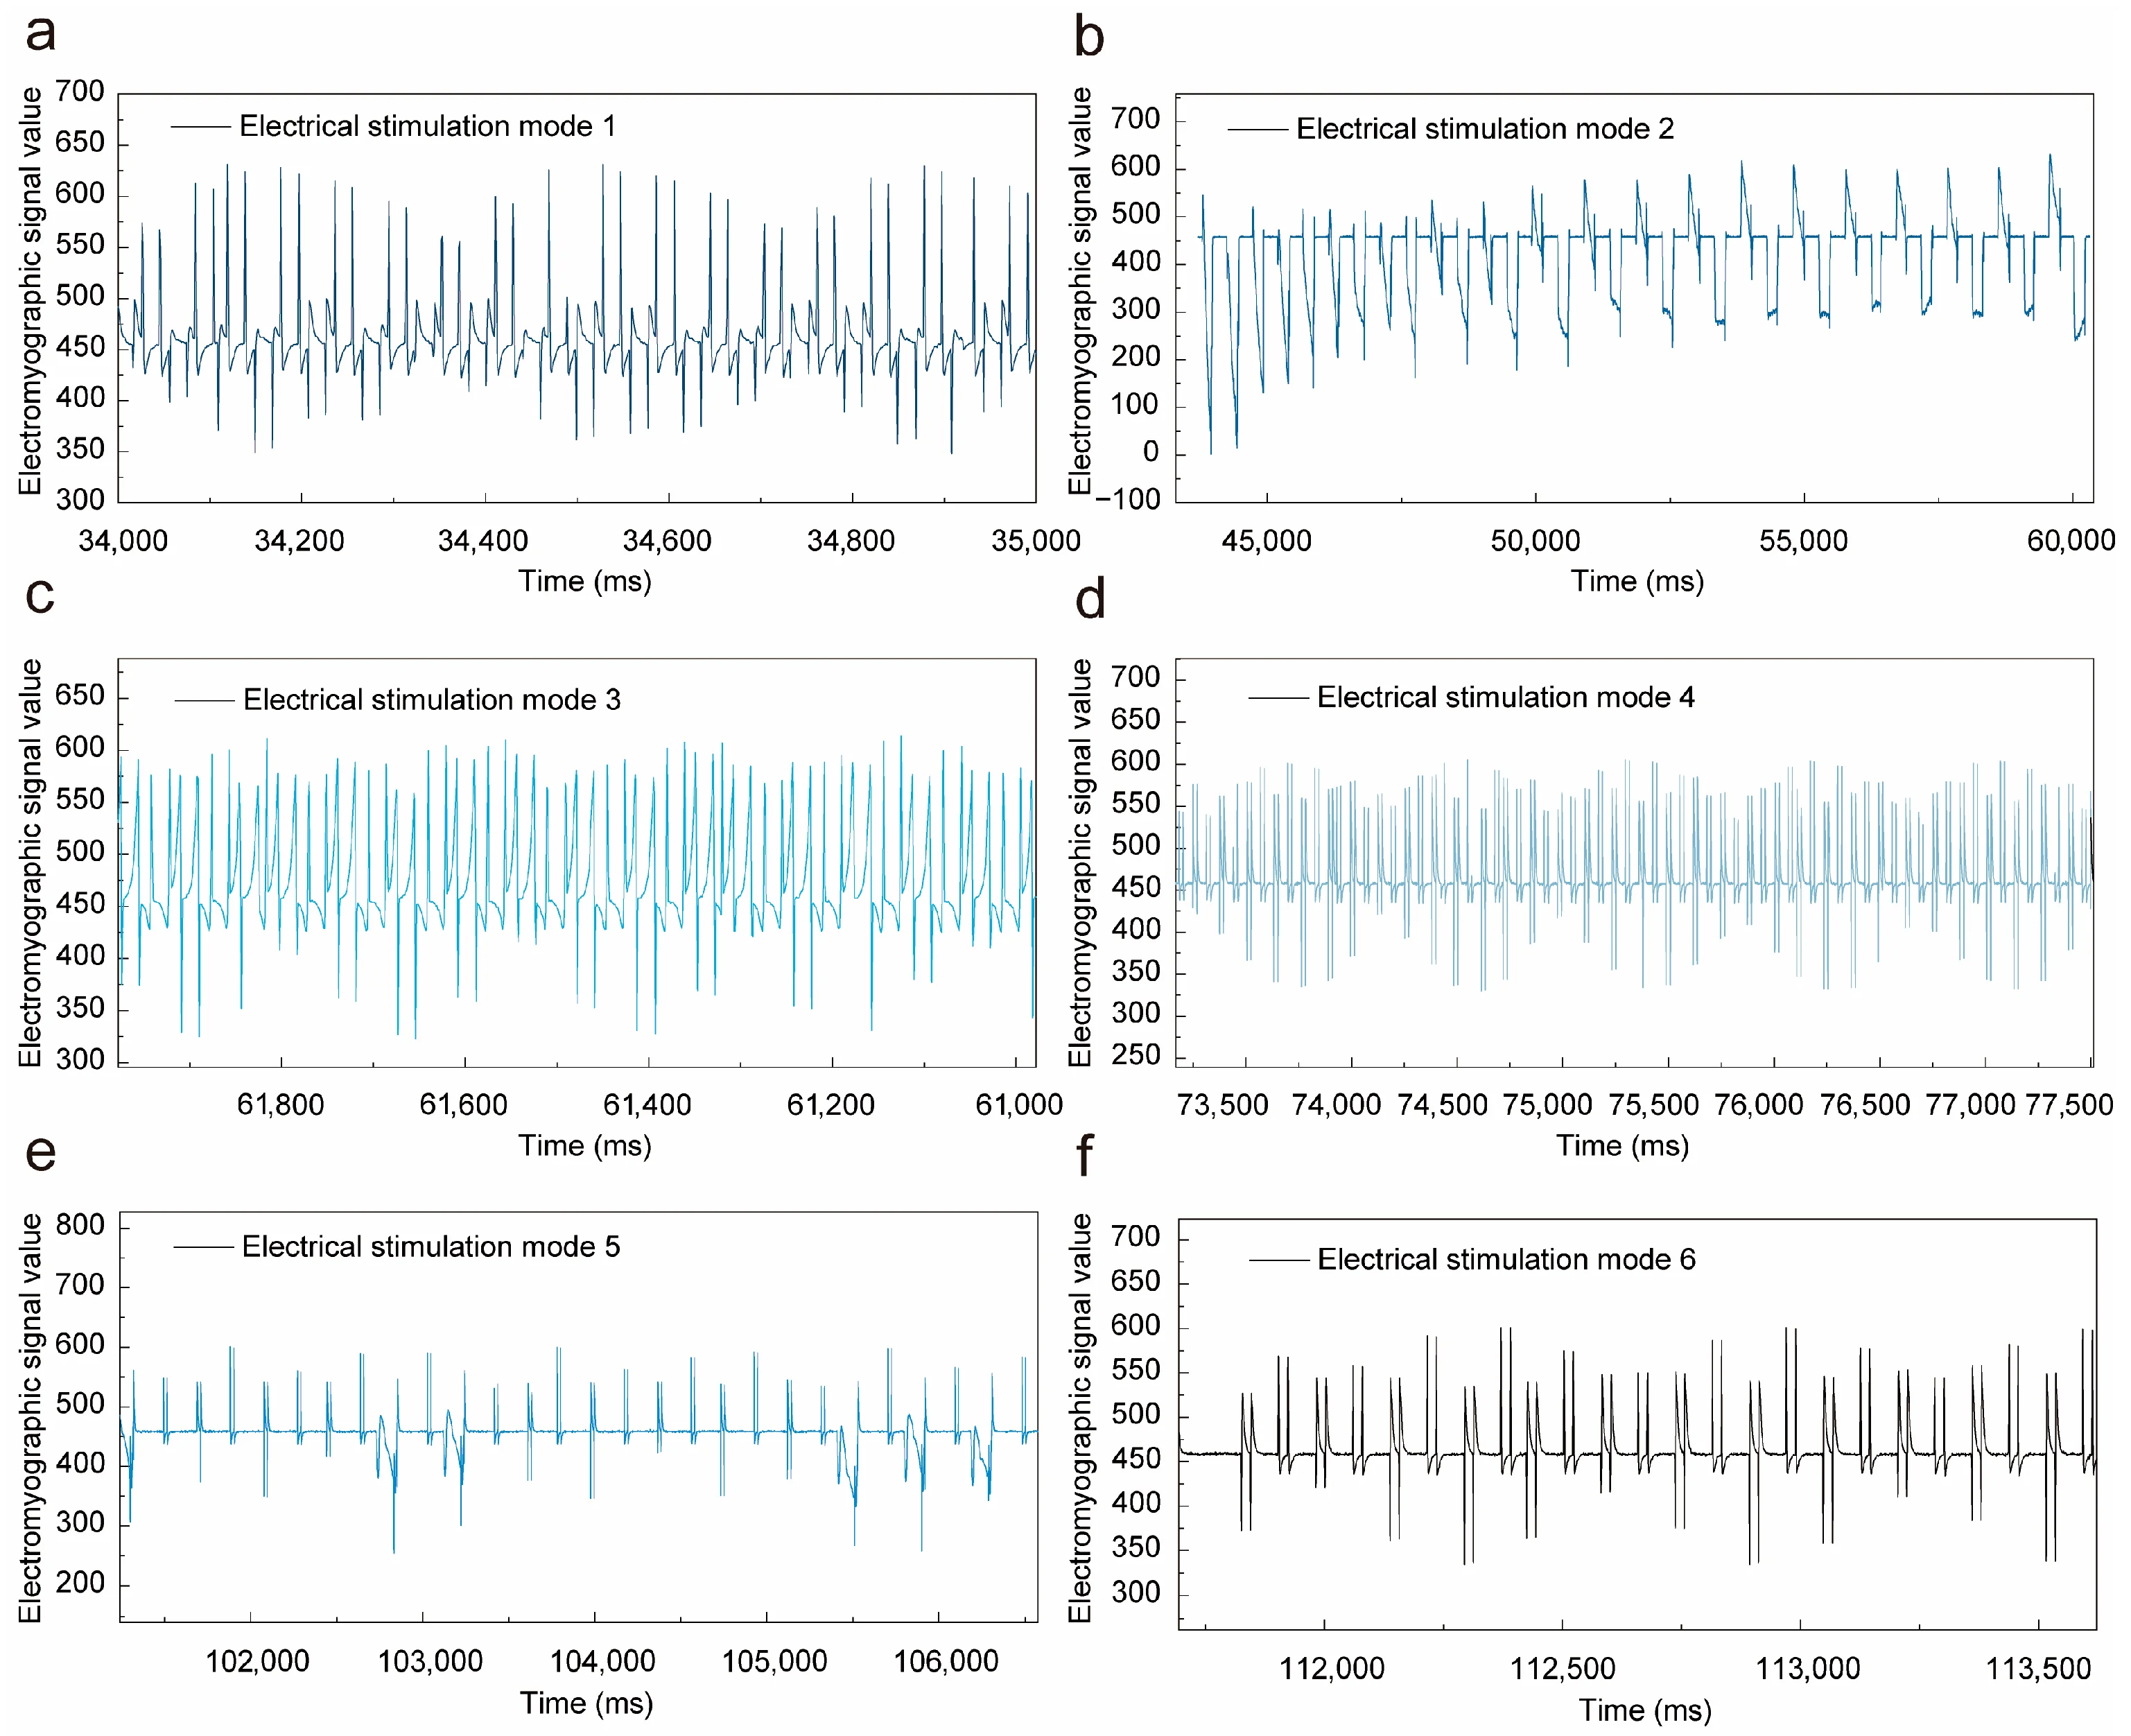 a
Electromyographic signal value
700
650
600
550
500
450
400
350
300
Electrical stimulation mode 1
34,000 34,200 34,400 34,600 34,800 35,000
Time (ms)
b
Electromyographic signal value
700
600
500
400
300
200
100
0
−100
Electrical stimulation mode 2
45,000 50,000 55,000 60,000
Time (ms)
c
Electromyographic signal value
650
600
550
500
450
400
350
300
Electrical stimulation mode 3
61,800 61,600 61,400 61,200 61,000
Time (ms)
d
Electromyographic signal value
700
650
600
550
500
450
400
350
300
250
Electrical stimulation mode 4
73,500 74,000 74,500 75,000 75,500 76,000 76,500 77,000 77,500
Time (ms)
e
Electromyographic signal value
800
700
600
500
400
300
200
Electrical stimulation mode 5
102,000 103,000 104,000 105,000 106,000
Time (ms)
f
Electromyographic signal value
700
650
600
550
500
450
400
350
300
Electrical stimulation mode 6
112,000 112,500 113,000 113,500
Time (ms)